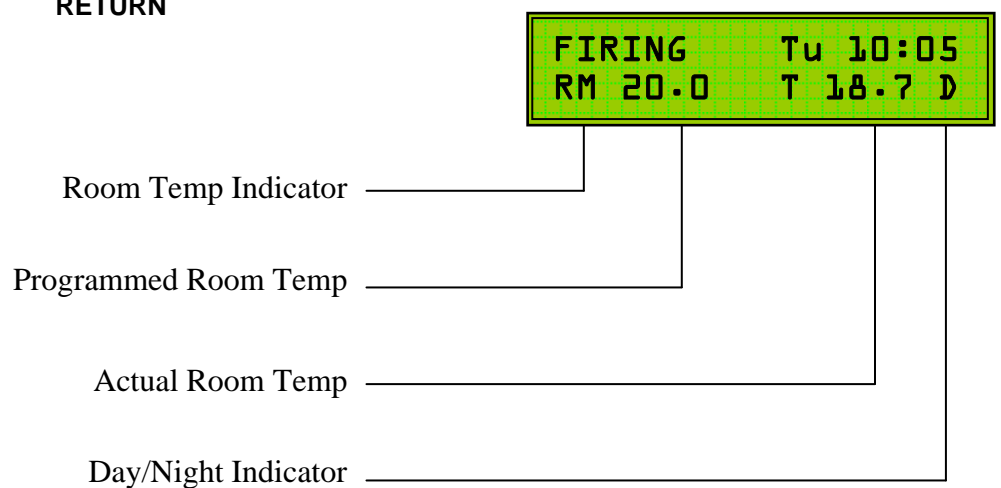 RETURN
FIRING Tu 10:05
RM 20.0 T 18.7 D
Room Temp Indicator
Programmed Room Temp
Actual Room Temp
Day/Night Indicator